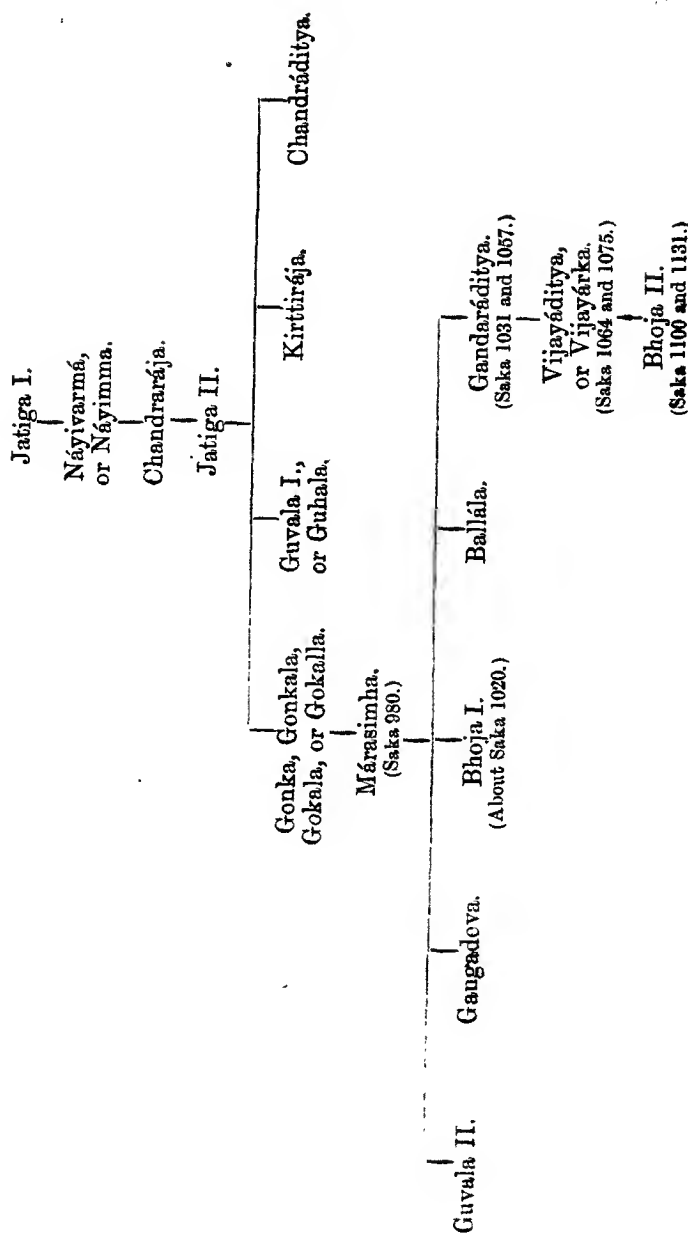 Jatiga I.
Náyivarmá,
or Náyimma.
Chandrarája.
Jatiga II.
Gonka, Gonkala,
Gokala, or Gokalla.
Guvala I.,
or Guhala.
Kirttirája.
Chandráditya.
Márasimha.
(Saka 980.)
Guvala II.
Gangadeva.
Bhoja I.
(About Saka 1020.)
Ballála.
Gandaráditya.
(Saka 1031 and 1057.)
Vijayáditya,
or Vijayárka.
(Saka 1064 and 1075.)
Bhoja II.
(Saka 1100 and 1131.)